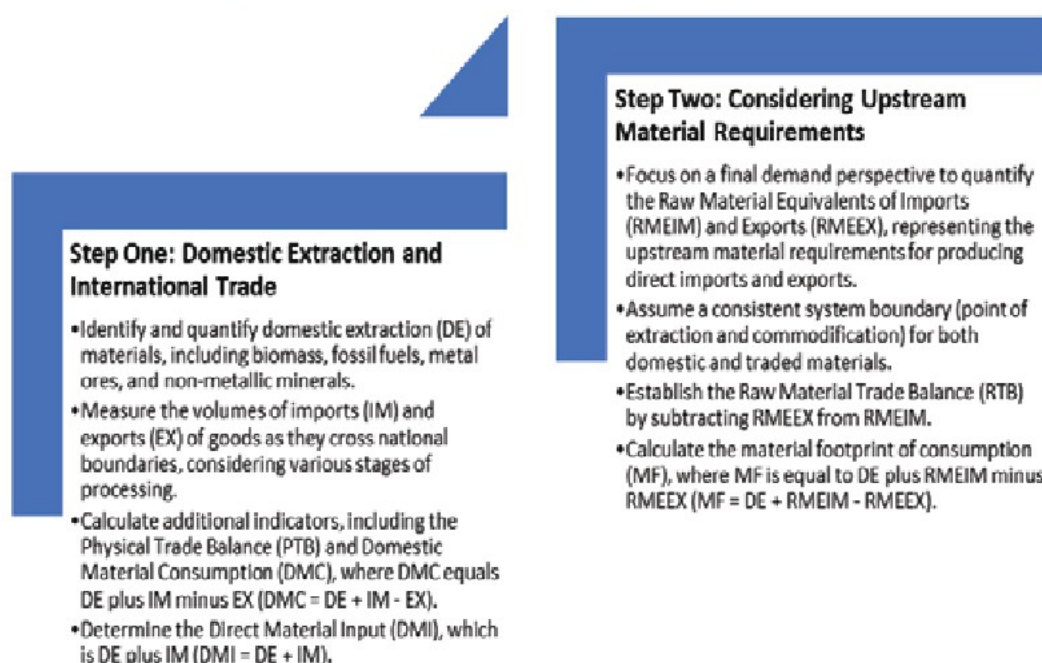 Step One: Domestic Extraction and
International Trade
•Identify and quantify domestic extraction (DE) of
materials, including biomass, fossil fuels, metal
ores, and non-metallic minerals.
•Measure the volumes of imports (IM) and
exports (EX) of goods as they cross national
boundaries, considering various stages of
processing.
•Calculate additional indicators, including the
Physical Trade Balance (PTB) and Domestic
Material Consumption (DMC), where DMC equals
DE plus IM minus EX (DMC = DE + IM - EX).
•Determine the Direct Material Input (DMI), which
is DE plus IM (DMI = DE + IM).
Step Two: Considering Upstream
Material Requirements
•Focus on a final demand perspective to quantify
the Raw Material Equivalents of Imports
(RMEIM) and Exports (RMEEX), representing the
upstream material requirements for producing
direct imports and exports.
•Assume a consistent system boundary (point of
extraction and commodification) for both
domestic and traded materials.
•Establish the Raw Material Trade Balance (RTB)
by subtracting RMEEX from RMEIM.
•Calculate the material footprint of consumption
(MF), where MF is equal to DE plus RMEIM minus
RMEEX (MF = DE + RMEIM - RMEEX).